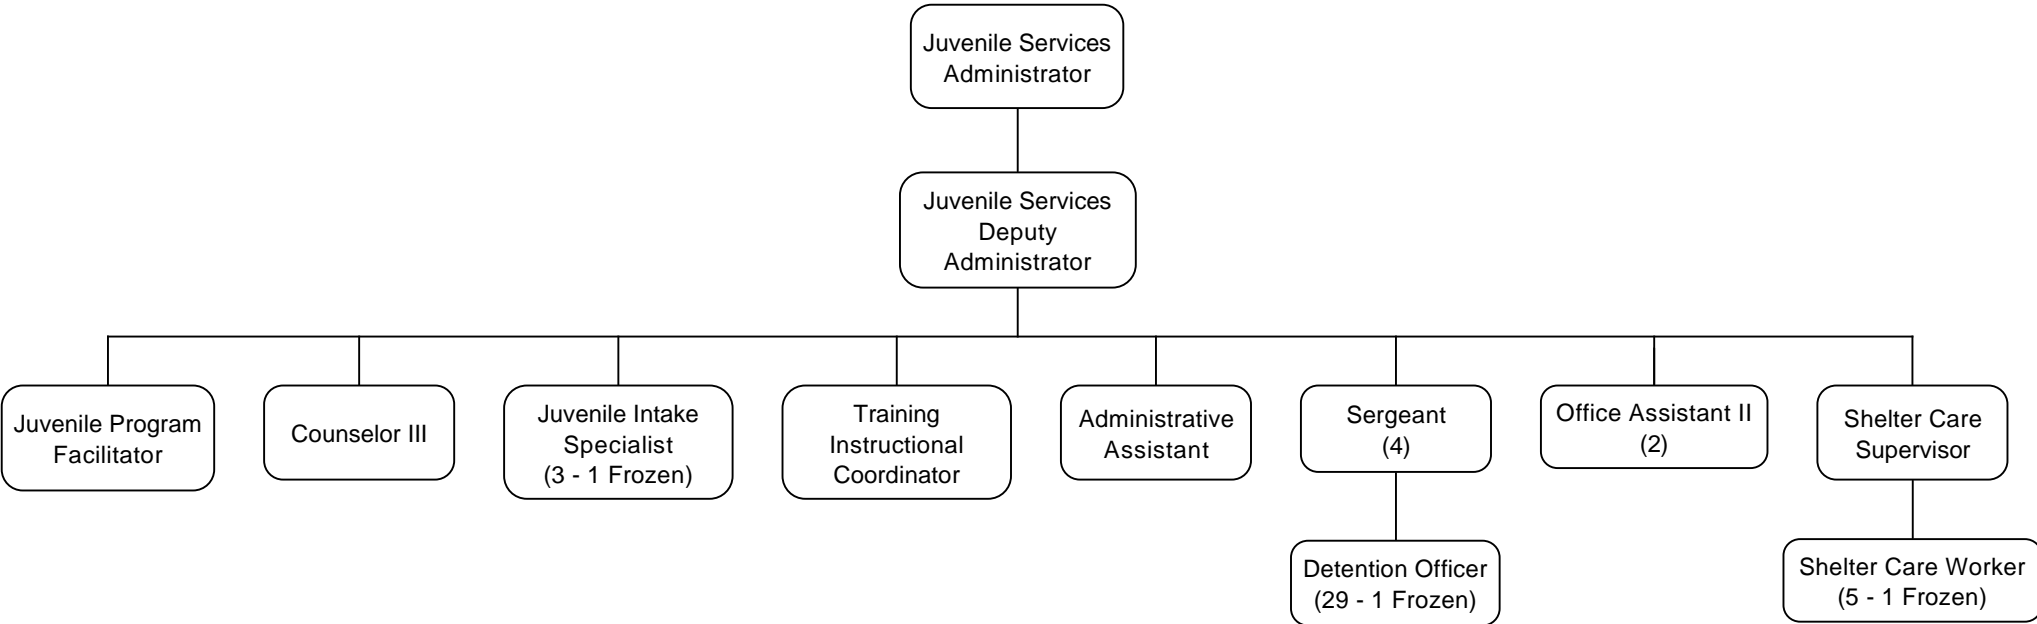 Juvenile Services
Administrator
Juvenile Services
Deputy
Administrator
Juvenile Program
Facilitator
Counselor III
Juvenile Intake
Specialist
(3 - 1 Frozen)
Training
Instructional
Coordinator
Administrative
Assistant
Sergeant
(4)
Office Assistant II
(2)
Shelter Care
Supervisor
Detention Officer
(29 - 1 Frozen)
Shelter Care Worker
(5 - 1 Frozen)